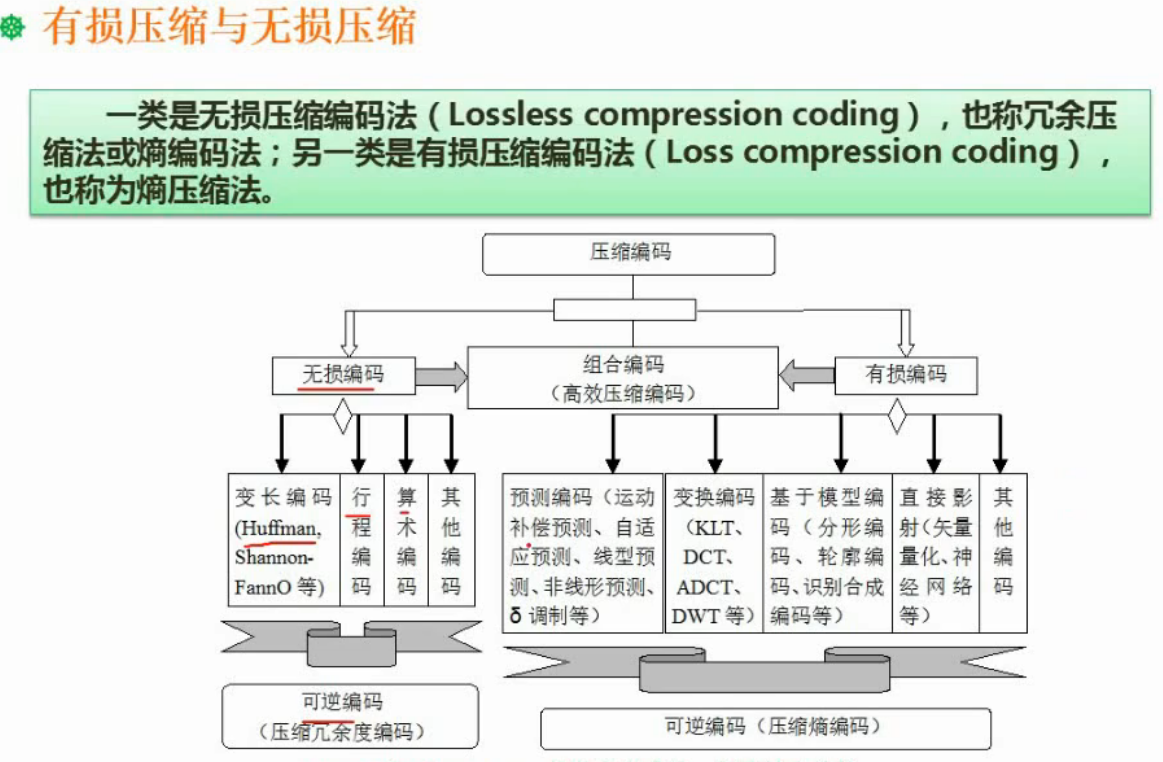 有损压缩与无损压缩
一类是无损压缩编码法（Lossless compression coding），也称冗余压
缩法或熵编码法；另一类是有损压缩编码法（Loss compression coding），
也称为熵压缩法。
压缩编码
无损编码
组合编码
（高效压缩编码）
有损编码
变长编码
(Huffman,
Shannon-
FannO 等)
行
程
编
码
算
术
编
码
其
他
编
码
预测编码（运动
补偿预测、自适
应预测、线型预
测、非线形预测、
δ 调制等）
变换编码
（KLT、
DCT、
ADCT、
DWT 等）
基于模型编
码（分形编
码、轮廓编
码、识别合成
编码等）
直接影
射（矢量
量化、神
经网络
等）
其
他
编
码
可逆编码
（压缩冗余度编码）
可逆编码（压缩熵编码）